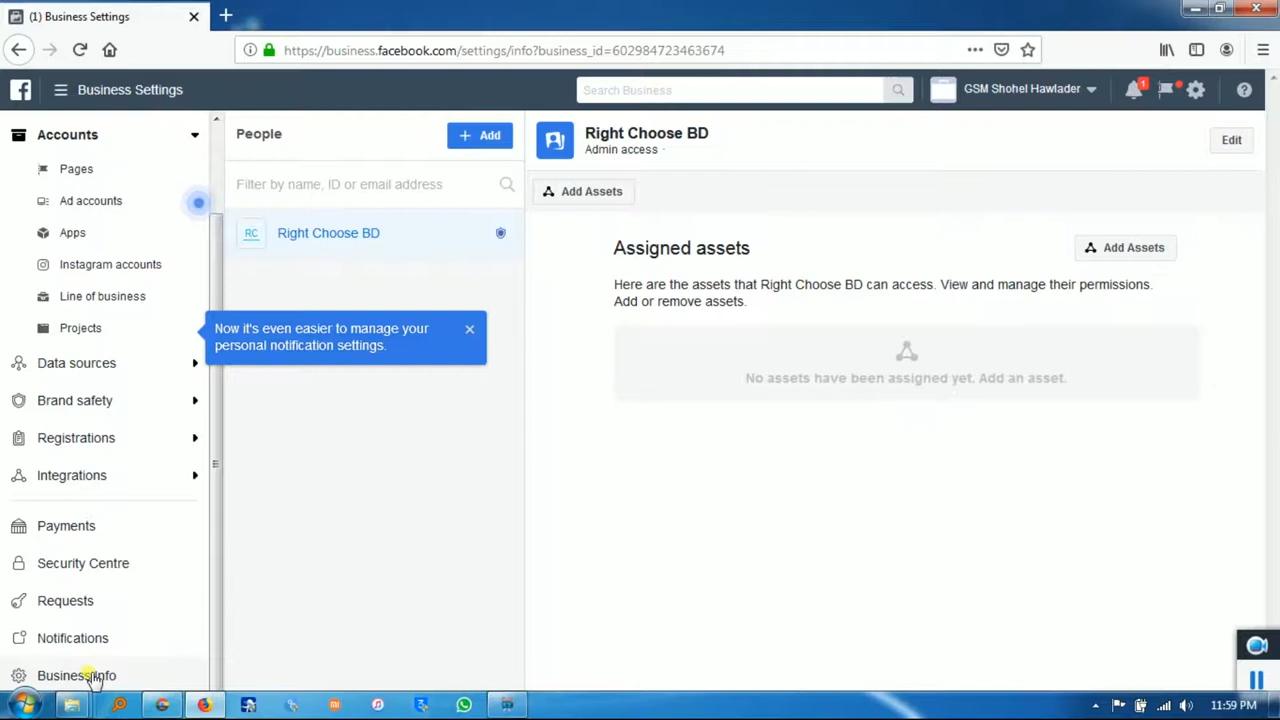 (1) Business Settings
https://business.facebook.com/settings/info?business_id=602984723463674
Business Settings
Search Business
GSM Shohel Hawlader
1
Accounts
Pages
Ad accounts
Apps
Instagram accounts
Line of business
Projects
Data sources
Brand safety
Registrations
Integrations
Payments
Security Centre
Requests
Notifications
Business info
People
+ Add
Filter by name, ID or email address
RC
Right Choose BD
Now it's even easier to manage your
personal notification settings.
Right Choose BD
Admin access ·
Edit
Add Assets
Assigned assets
Add Assets
Here are the assets that Right Choose BD can access. View and manage their permissions.
Add or remove assets.
No assets have been assigned yet. Add an asset.
11:59 PM